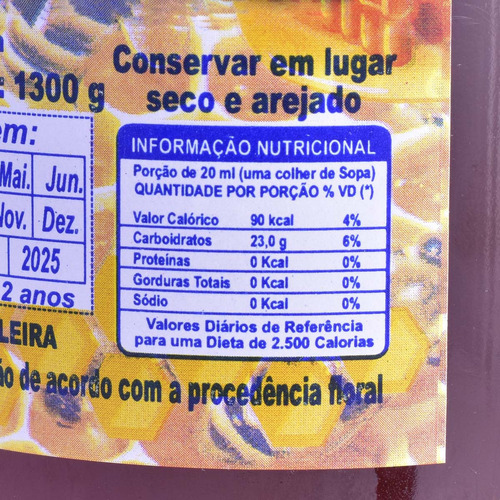 : 1300 g
Conservar em lugar
seco e arejado
em:
Mai. Jun.
Nov. Dez.
2025
2 anos
LEIRA
INFORMAÇÃO NUTRICIONAL
Porção de 20 ml (uma colher de Sopa)
QUANTIDADE POR PORÇÃO % VD (*)
Valor Calórico 90 kcal 4%
Carboidratos 23,0 g 6%
Proteínas 0 Kcal 0%
Gorduras Totais 0 Kcal 0%
Sódio 0 Kcal 0%
Valores Diários de Referência
para uma Dieta de 2.500 Calorias
ão de acordo com a procedência floral